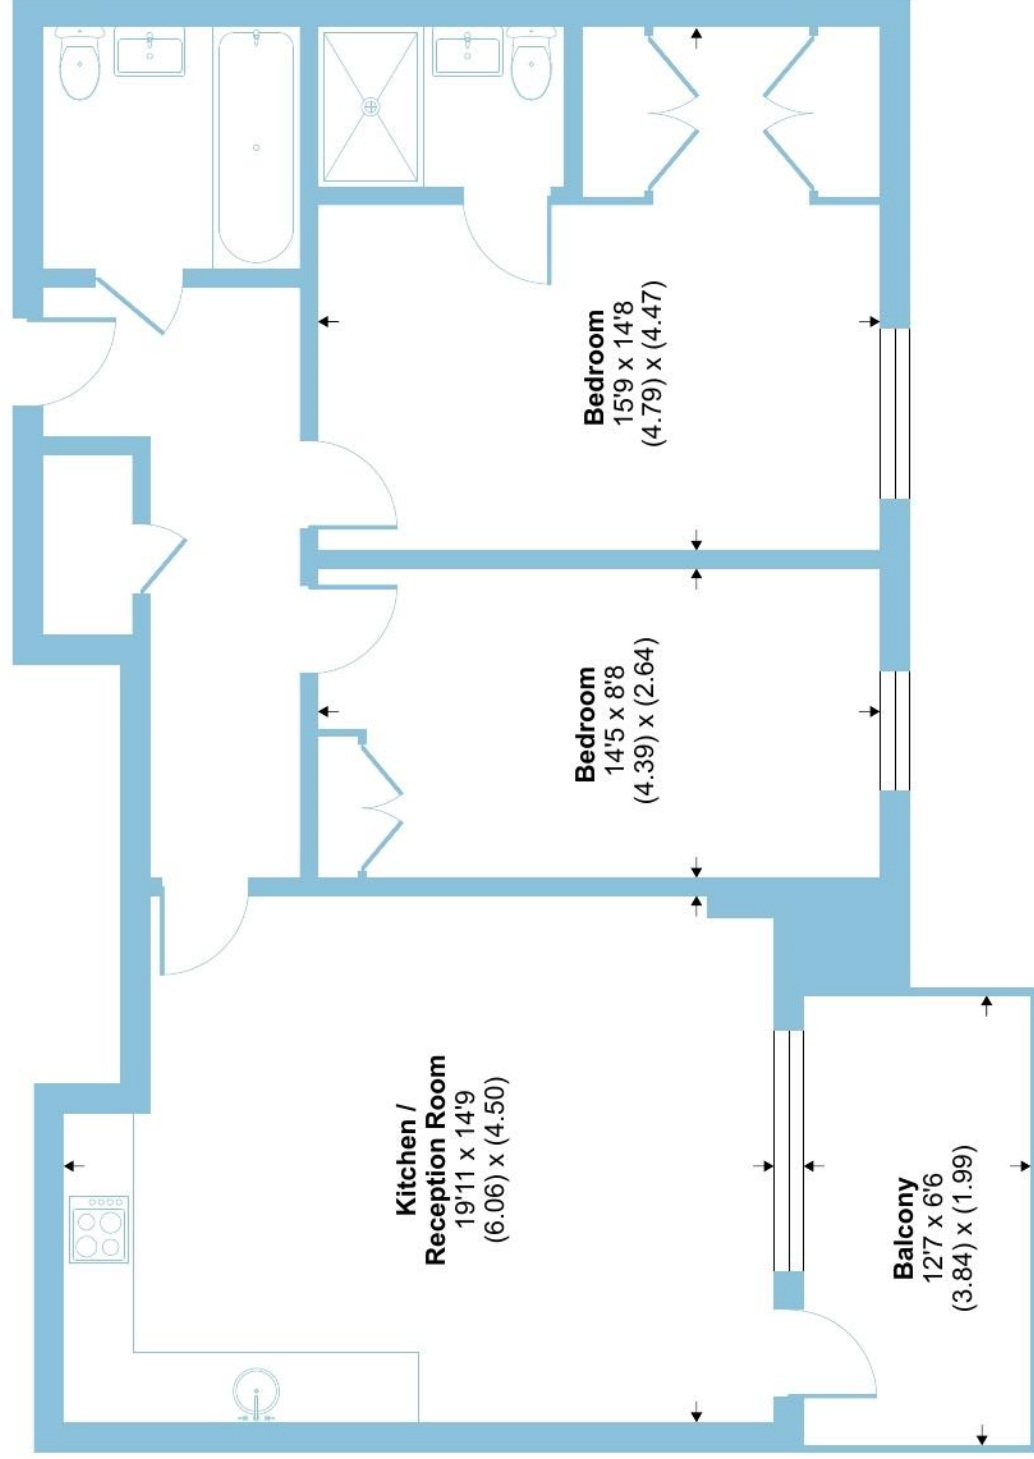 Bedroom
15'9 x 14'8
(4.79) x (4.47)
Bedroom
14'5 x 8'8
(4.39) x (2.64)
Kitchen /
Reception Room
19'11 x 14'9
(6.06) x (4.50)
Balcony
12'7 x 6'6
(3.84) x (1.99)